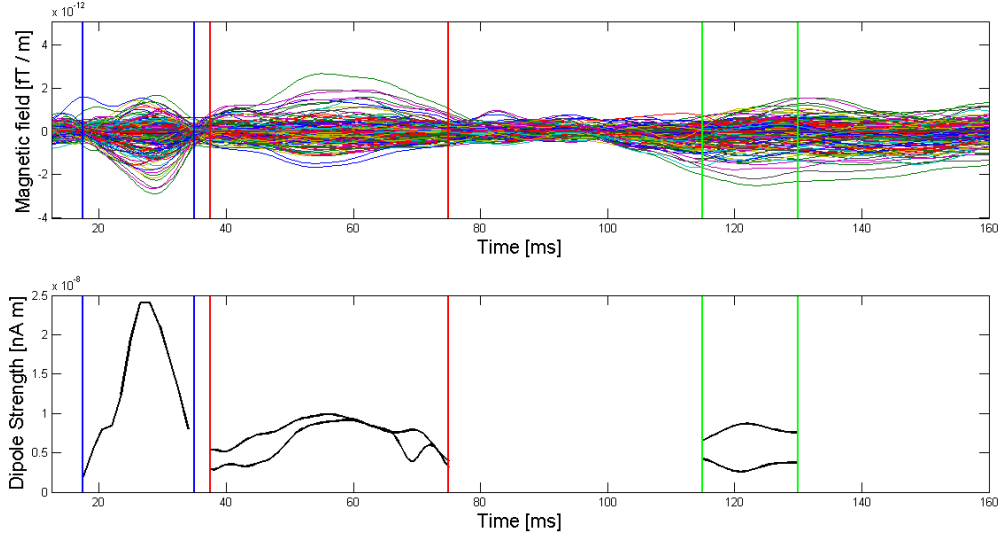 x 10^-12
Magnetic field [fT / m]
4
2
0
-2
-4
20 40 60 80 100 120 140 160
Time [ms]
x 10^-8
Dipole Strength [nA m]
2.5
2
1.5
1
0.5
0
20 40 60 80 100 120 140 160
Time [ms]